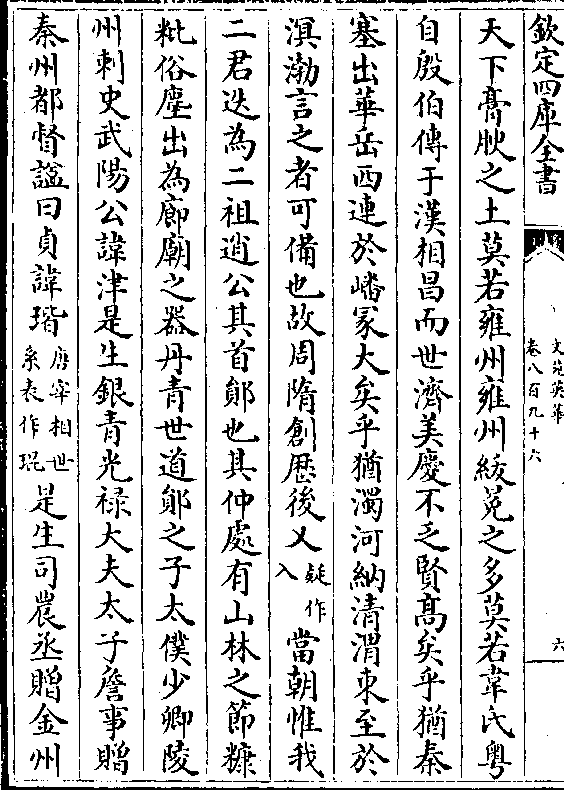 欽定四庫全書
文苑英華
卷八百九十六
六
天下膏腴之土莫若雍州雍州紱冕之多莫若韋氏粤
自殷伯傳于漢相昌而世濟美慶不乏賢髙矣乎猶秦
塞出華岳西連於嶓冢大矣乎猶濁河納清渭東至於
溟渤言之者可備也故周隋創歴後乂疑作入當朝惟我
二君迭為二祖逍公其首鄖也其仲處有山林之節糠
粃俗塵出為廊廟之器丹青世道鄖之子太僕少卿陵
州刺史武陽公諱津是生銀青光禄大夫太子詹事贈
秦州都督諡曰貞諱瑎唐宰相世系表作琨是生司農丞贈金州